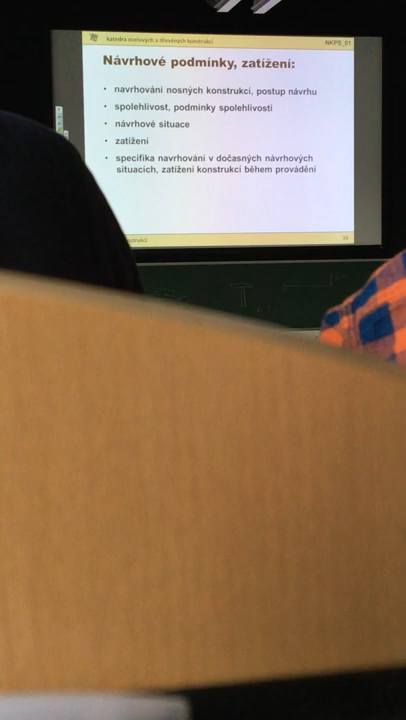 katedra ocelových a dřevěných konstrukcí
NKPS_01
Návrhové podmínky, zatížení:
• navrhování nosných konstrukcí, postup návrhu
• spolehlivost, podmínky spolehlivosti
• návrhové situace
• zatížení
• specifika navrhování v dočasných návrhových
situacích, zatížení konstrukcí během provádění